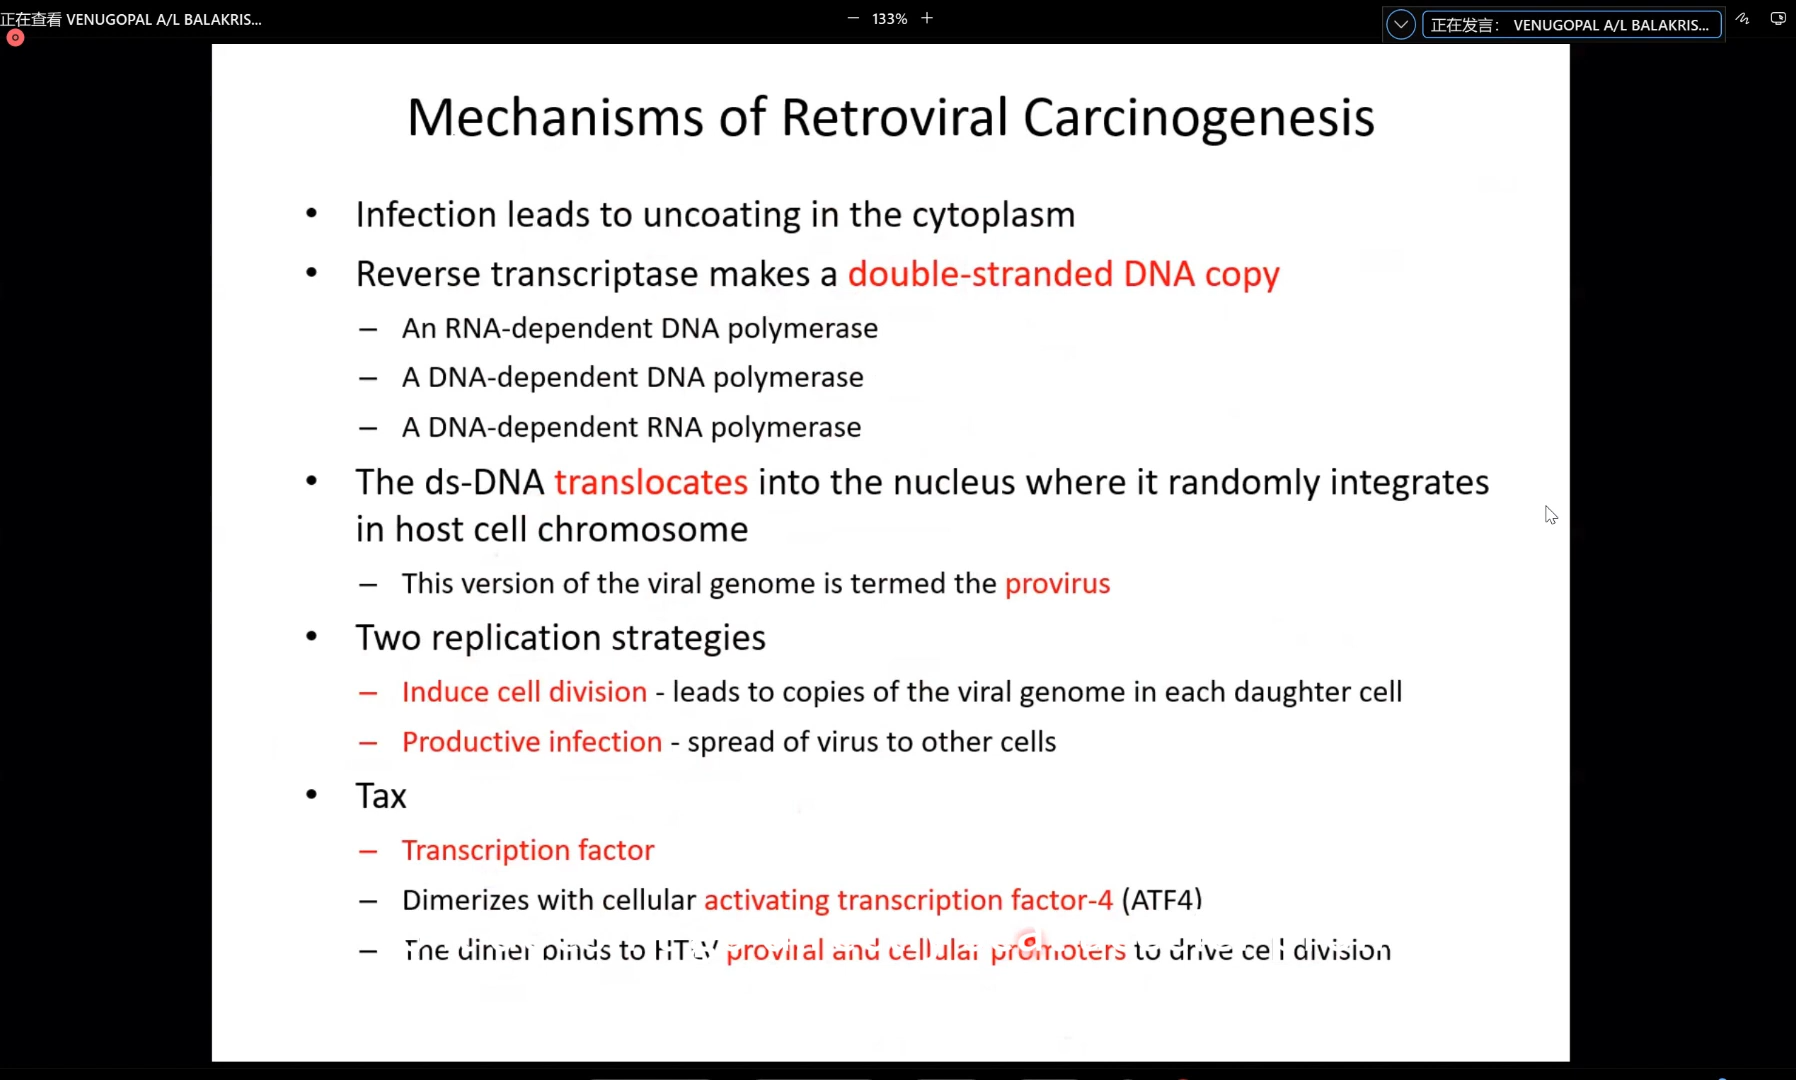 正在查看 VENUGOPAL A/L BALAKRIS...
133%
正在发言: VENUGOPAL A/L BALAKRIS...
Mechanisms of Retroviral Carcinogenesis
• Infection leads to uncoating in the cytoplasm
• Reverse transcriptase makes a double-stranded DNA copy
– An RNA-dependent DNA polymerase
– A DNA-dependent DNA polymerase
– A DNA-dependent RNA polymerase
• The ds-DNA translocates into the nucleus where it randomly integrates
in host cell chromosome
– This version of the viral genome is termed the provirus
• Two replication strategies
– Induce cell division - leads to copies of the viral genome in each daughter cell
– Productive infection - spread of virus to other cells
• Tax
– Transcription factor
– Dimerizes with cellular activating transcription factor-4 (ATF4)
– The dimer binds to HTLV proviral and cellular promoters to drive cell division